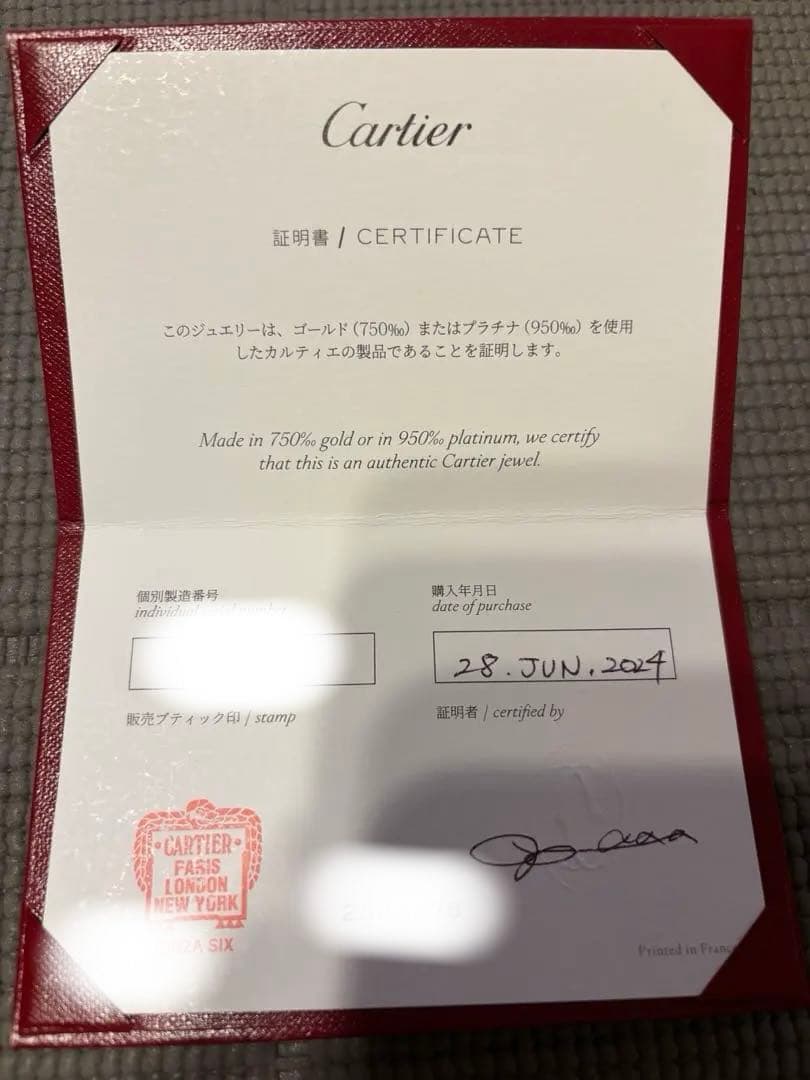 Cartier
証明書 / CERTIFICATE
このジュエリーは、ゴールド（750‰）またはプラチナ（950‰）を使用
したカルティエの製品であることを証明します。
Made in 750‰ gold or in 950‰ platinum, we certify
that this is an authentic Cartier jewel.
個別製造番号
individual serial number
購入年月日
date of purchase
28. JUN. 2024
販売ブティック印 / stamp
証明者 / certified by
CARTIER
PARIS
LONDON
NEW YORK
SIX
Printed in France